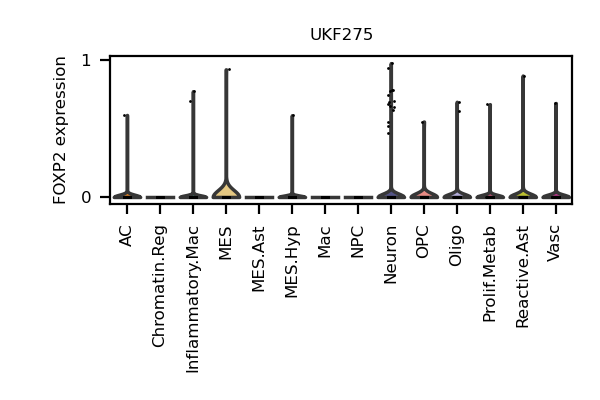 UKF275
FOXP2 expression
1
0
AC
Chromatin.Reg
Inflammatory.Mac
MES
MES.Ast
MES.Hyp
Mac
NPC
Neuron
OPC
Oligo
Prolif.Metab
Reactive.Ast
Vasc